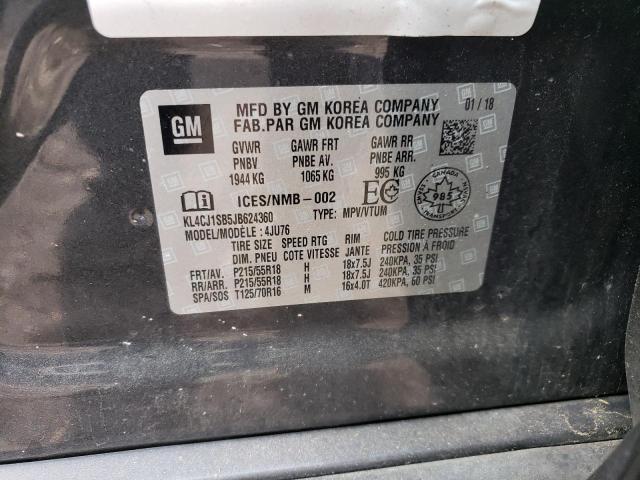 GM
MFD BY GM KOREA COMPANY 01/18
FAB.PAR GM KOREA COMPANY
GVWR GAWR FRT GAWR RR
PNBV PNBE AV. PNBE ARR.
1944 KG 1065 KG 995 KG
ICES/NMB-002 EC
CANADA
985
TRANSPORT
KL4CJ1SB5JB624360 TYPE: MPV/VTUM
MODEL/MODÈLE: 4JU76
TIRE SIZE SPEED RTG RIM COLD TIRE PRESSURE
DIM. PNEU COTE VITESSE JANTE PRESSION À FROID
FRT/AV. P215/55R18 H 18x7.5J 240KPA, 35 PSI
RR/ARR. P215/55R18 H 18x7.5J 240KPA, 35 PSI
SPA/SOS T125/70R16 M 16x4.0T 420KPA, 60 PSI